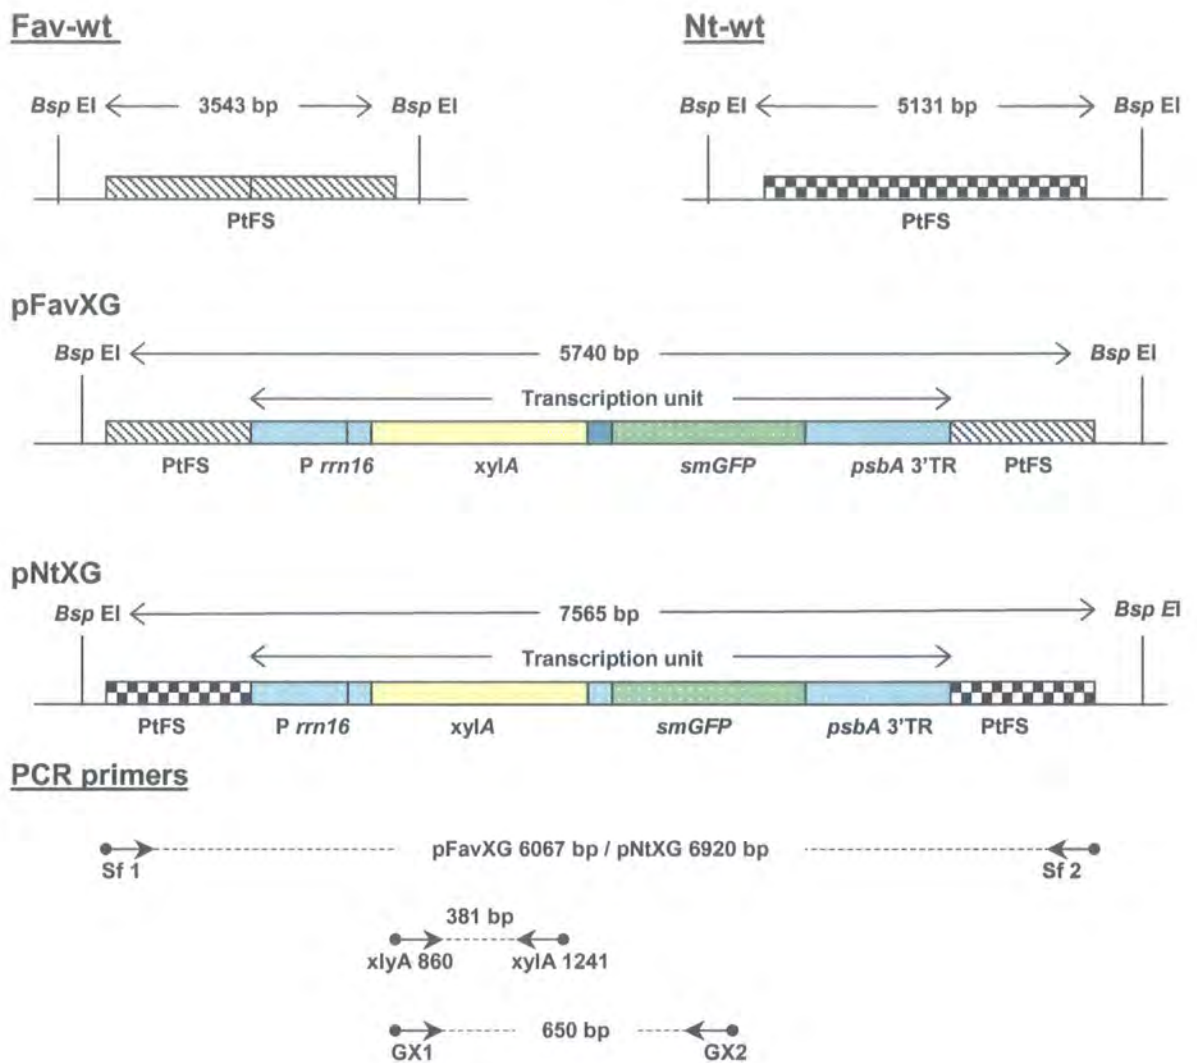 Fav-wt Nt-wt
Bsp EI 3543 bp Bsp EI Bsp EI 5131 bp Bsp EI
PtFS PtFS
pFavXG
Bsp EI 5740 bp Bsp EI
Transcription unit
PtFS P rrn16 xylA smGFP psbA 3'TR PtFS
pNtXG
Bsp EI 7565 bp Bsp EI
Transcription unit
PtFS P rrn16 xylA smGFP psbA 3'TR PtFS
PCR primers
pFavXG 6067 bp / pNtXG 6920 bp
Sf 1 Sf 2
381 bp
xlyA 860 xylA 1241
650 bp
GX1 GX2